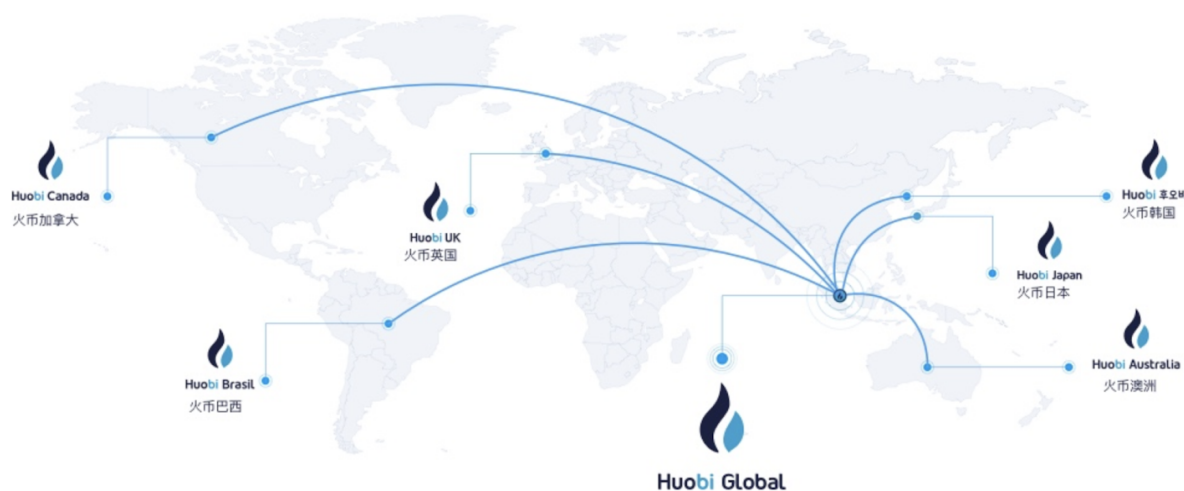 Huobi Canada
火币加拿大
Huobi UK
火币英国
Huobi 후오비
火币韩国
Huobi Japan
火币日本
Huobi Brasil
火币巴西
Huobi Australia
火币澳洲
Huobi Global